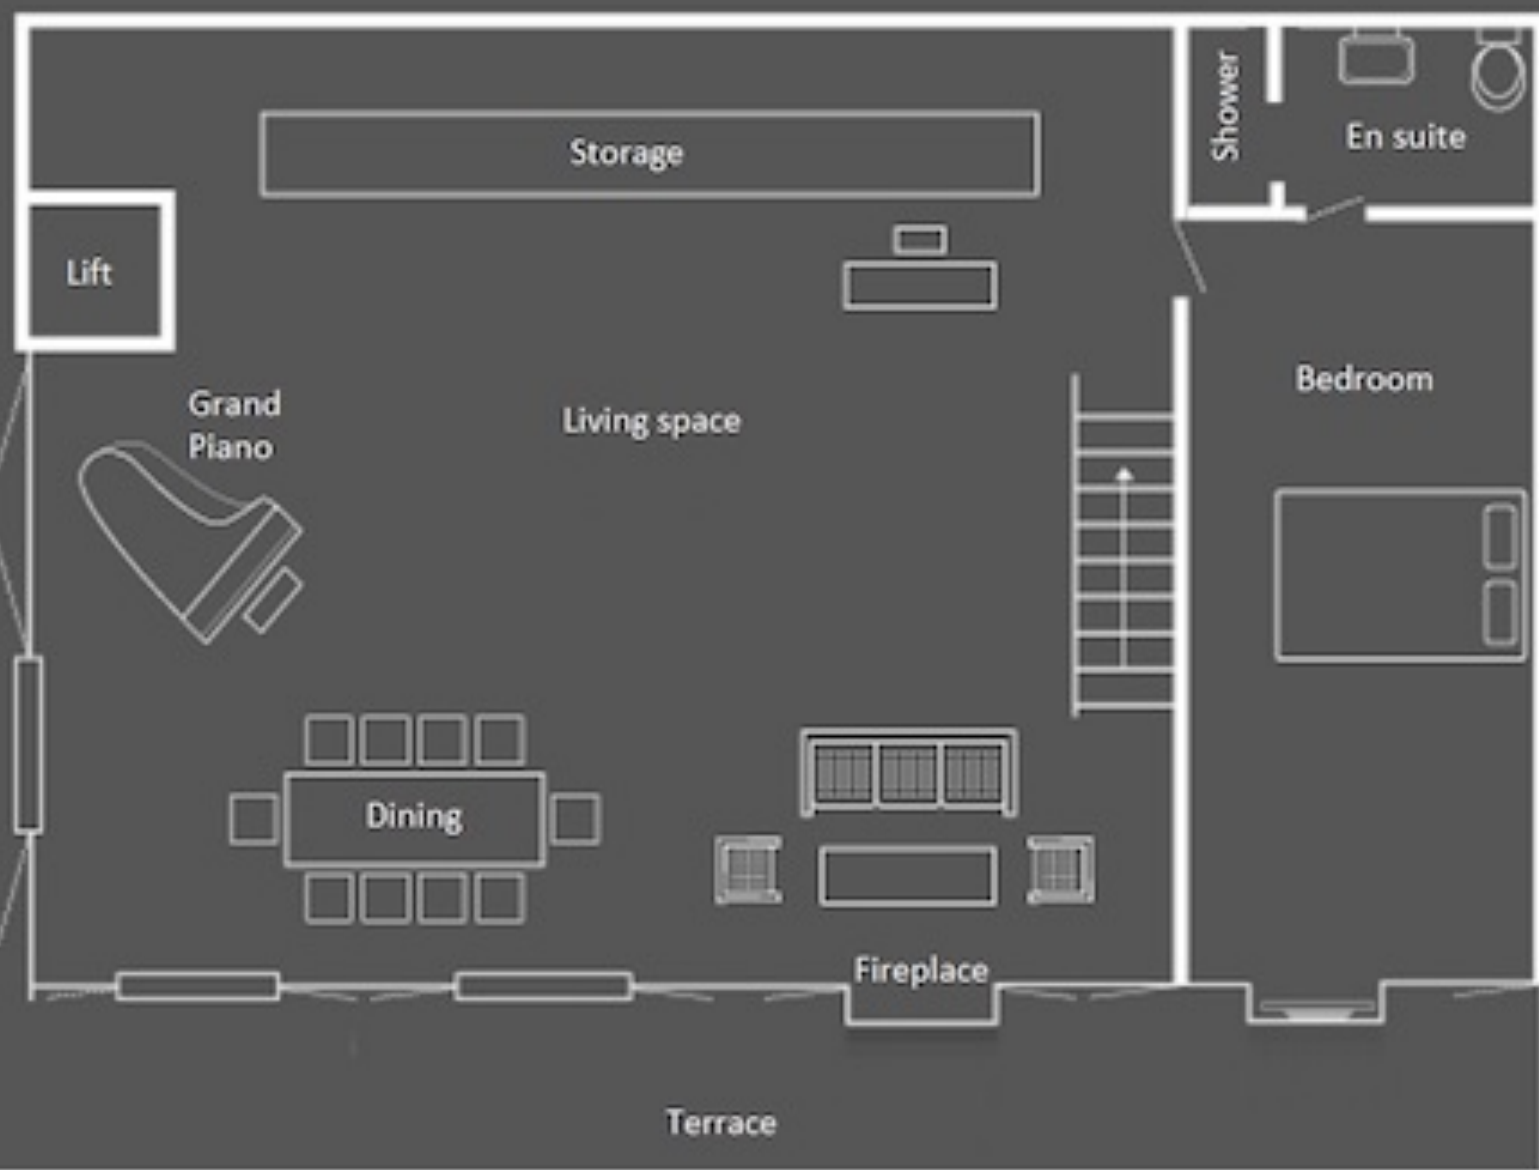 Shower
En suite
Storage
Lift
Bedroom
Grand
Piano
Living space
Dining
Fireplace
Terrace